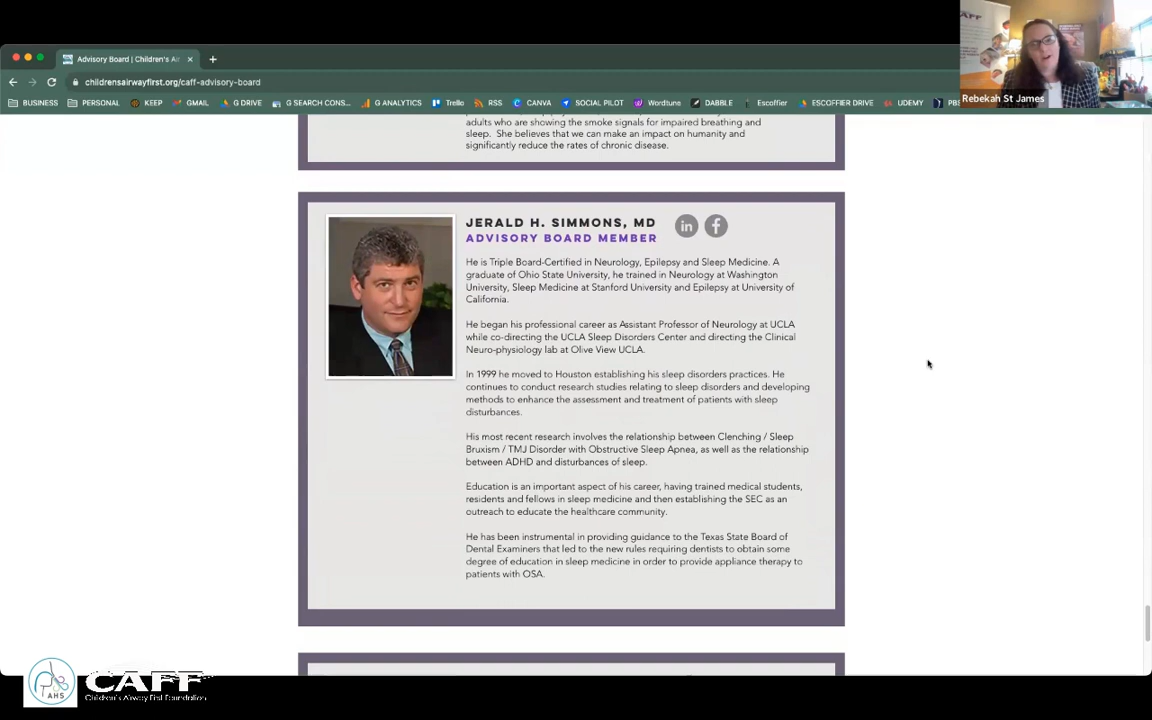 CAFF
Rebekah St James
Advisory Board | Children's Air
childrensairwayfirst.org/caff-advisory-board
BUSINESS PERSONAL KEEP GMAIL G DRIVE G SEARCH CONS... G ANALYTICS Trello RSS CANVA SOCIAL PILOT Wordtune DABBLE Escoffier ESCOFFIER DRIVE UDEMY
adults who are showing the smoke signals for impaired breathing and
sleep. She believes that we can make an impact on humanity and
significantly reduce the rates of chronic disease.
JERALD H. SIMMONS, MD
in f
ADVISORY BOARD MEMBER
He is Triple Board-Certified in Neurology, Epilepsy and Sleep Medicine. A
graduate of Ohio State University, he trained in Neurology at Washington
University, Sleep Medicine at Stanford University and Epilepsy at University of
California.
He began his professional career as Assistant Professor of Neurology at UCLA
while co-directing the UCLA Sleep Disorders Center and directing the Clinical
Neuro-physiology lab at Olive View UCLA.
In 1999 he moved to Houston establishing his sleep disorders practices. He
continues to conduct research studies relating to sleep disorders and developing
methods to enhance the assessment and treatment of patients with sleep
disturbances.
His most recent research involves the relationship between Clenching / Sleep
Bruxism / TMJ Disorder with Obstructive Sleep Apnea, as well as the relationship
between ADHD and disturbances of sleep.
Education is an important aspect of his career, having trained medical students,
residents and fellows in sleep medicine and then establishing the SEC as an
outreach to educate the healthcare community.
He has been instrumental in providing guidance to the Texas State Board of
Dental Examiners that led to the new rules requiring dentists to obtain some
degree of education in sleep medicine in order to provide appliance therapy to
patients with OSA.
AHS
CAFF
Children's Airway First Foundation